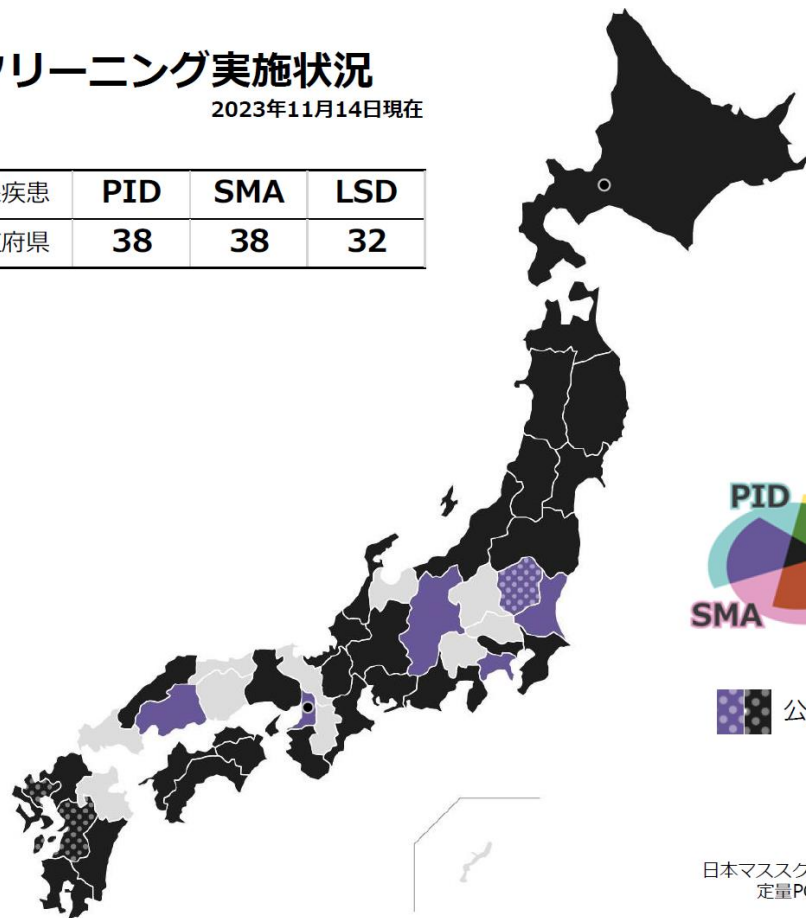 クリーニング実施状況
2023年11月14日現在
疾患 PID SMA LSD
府県 38 38 32
PID
SMA
公
日本マススク
定量PC